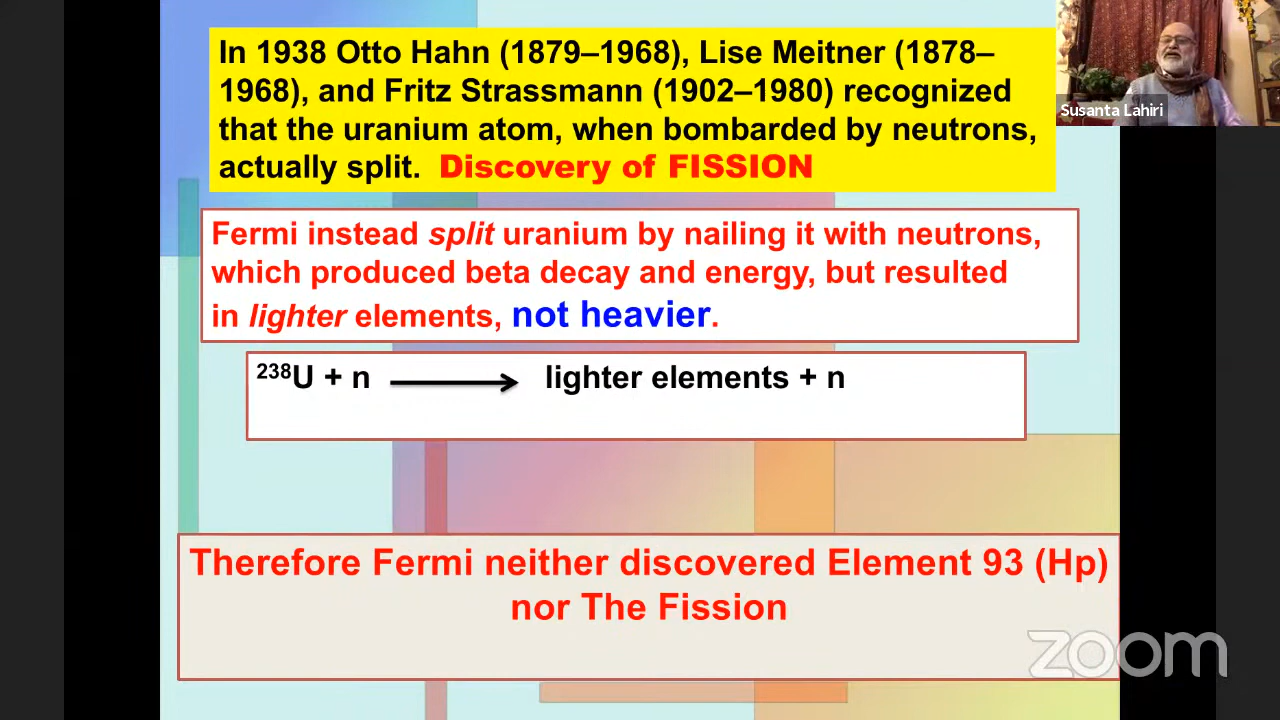 In 1938 Otto Hahn (1879–1968), Lise Meitner (1878–
1968), and Fritz Strassmann (1902–1980) recognized
that the uranium atom, when bombarded by neutrons,
actually split. Discovery of FISSION
Susanta Lahiri
Fermi instead split uranium by nailing it with neutrons,
which produced beta decay and energy, but resulted
in lighter elements, not heavier.
²³⁸U + n ⟶ lighter elements + n
Therefore Fermi neither discovered Element 93 (Hp)
nor The Fission
zoom